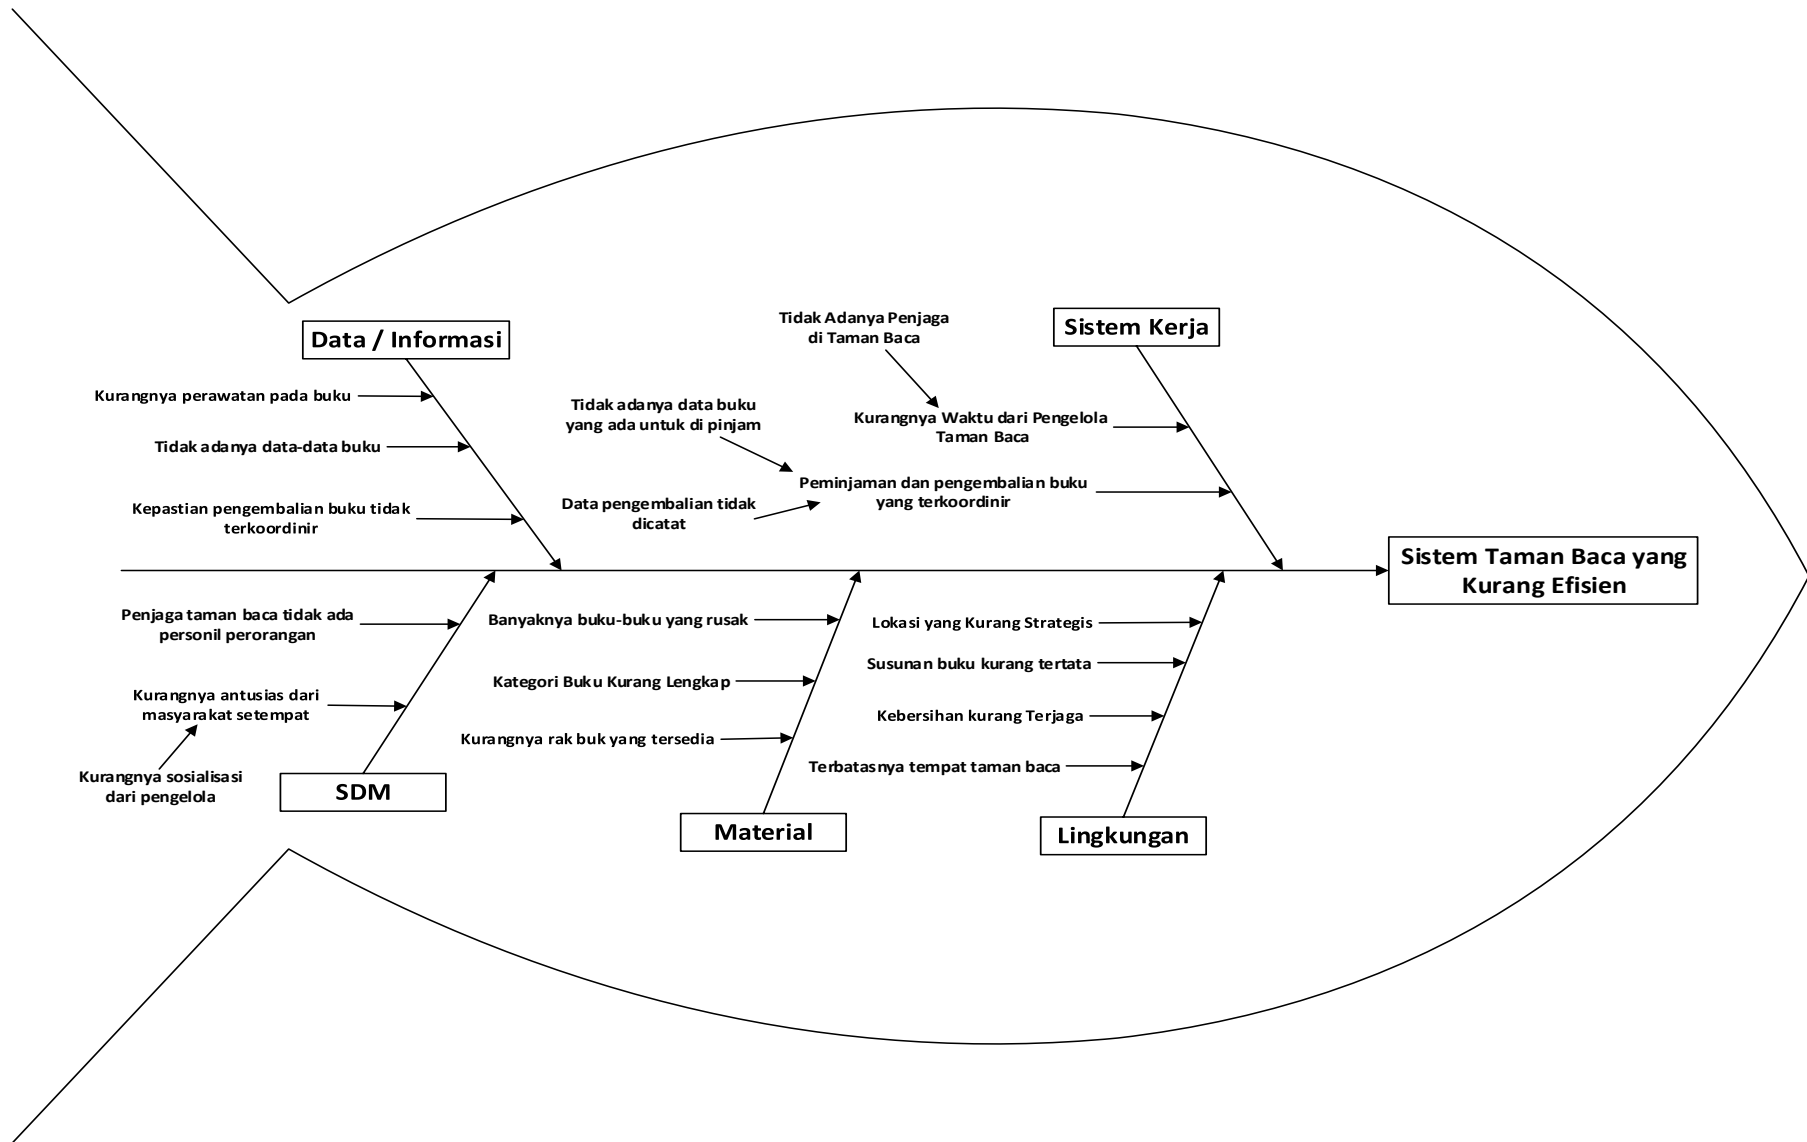 Data / Informasi
Kurangnya perawatan pada buku
Tidak adanya data-data buku
Kepastian pengembalian buku tidak
terkoordinir
Tidak Adanya Penjaga
di Taman Baca
Sistem Kerja
Tidak adanya data buku
yang ada untuk di pinjam
Kurangnya Waktu dari Pengelola
Taman Baca
Data pengembalian tidak
dicatat
Peminjaman dan pengembalian buku
yang terkoordinir
Sistem Taman Baca yang
Kurang Efisien
Penjaga taman baca tidak ada
personil perorangan
Kurangnya antusias dari
masyarakat setempat
Kurangnya sosialisasi
dari pengelola
SDM
Banyaknya buku-buku yang rusak
Kategori Buku Kurang Lengkap
Kurangnya rak buk yang tersedia
Material
Lokasi yang Kurang Strategis
Susunan buku kurang tertata
Kebersihan kurang Terjaga
Terbatasnya tempat taman baca
Lingkungan